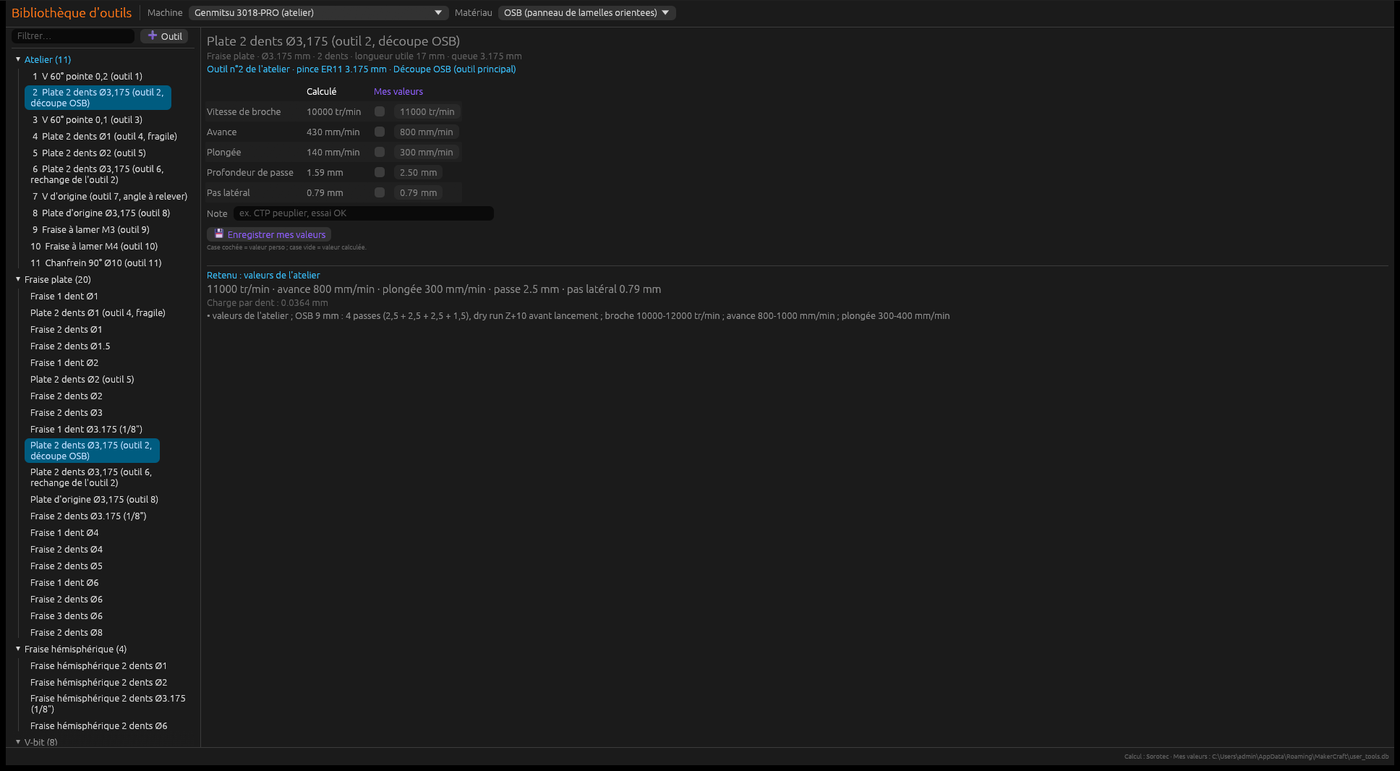 Bibliothèque d'outils Machine Genmitsu 3018-PRO (atelier) Matériau OSB (panneau de lamelles orientees)
Filtrer...
+ Outil
Atelier (11)
1 V 60° pointe 0,2 (outil 1)
2 Plate 2 dents Ø3,175 (outil 2,
découpe OSB)
3 V 60° pointe 0,1 (outil 3)
4 Plate 2 dents Ø1 (outil 4, fragile)
5 Plate 2 dents Ø2 (outil 5)
6 Plate 2 dents Ø3,175 (outil 6,
rechange de l'outil 2)
7 V d'origine (outil 7, angle à relever)
8 Plate d'origine Ø3,175 (outil 8)
9 Fraise à lamer M3 (outil 9)
10 Fraise à lamer M4 (outil 10)
11 Chanfrein 90° Ø10 (outil 11)
Fraise plate (20)
Fraise 1 dent Ø1
Plate 2 dents Ø1 (outil 4, fragile)
Fraise 2 dents Ø1
Fraise 2 dents Ø1.5
Fraise 1 dent Ø2
Plate 2 dents Ø2 (outil 5)
Fraise 2 dents Ø2
Fraise 2 dents Ø3
Fraise 1 dent Ø3.175 (1/8")
Plate 2 dents Ø3,175 (outil 2,
découpe OSB)
Plate 2 dents Ø3,175 (outil 6,
rechange de l'outil 2)
Plate d'origine Ø3,175 (outil 8)
Fraise 2 dents Ø3.175 (1/8")
Fraise 1 dent Ø4
Fraise 2 dents Ø4
Fraise 2 dents Ø5
Fraise 1 dent Ø6
Fraise 2 dents Ø6
Fraise 3 dents Ø6
Fraise 2 dents Ø8
Fraise hémisphérique (4)
Fraise hémisphérique 2 dents Ø1
Fraise hémisphérique 2 dents Ø2
Fraise hémisphérique 2 dents Ø3.175
(1/8")
Fraise hémisphérique 2 dents Ø6
V-bit (8)
Plate 2 dents Ø3,175 (outil 2, découpe OSB)
Fraise plate · Ø3.175 mm · 2 dents · longueur utile 17 mm · queue 3.175 mm
Outil n°2 de l'atelier · pince ER11 3.175 mm · Découpe OSB (outil principal)
Calculé Mes valeurs
Vitesse de broche 10000 tr/min 11000 tr/min
Avance 430 mm/min 800 mm/min
Plongée 140 mm/min 300 mm/min
Profondeur de passe 1.59 mm 2.50 mm
Pas latéral 0.79 mm 0.79 mm
Note ex. CTP peuplier, essai OK
Enregistrer mes valeurs
Case cochée = valeur perso ; case vide = valeur calculée.
Retenu : valeurs de l'atelier
11000 tr/min · avance 800 mm/min · plongée 300 mm/min · passe 2.5 mm · pas latéral 0.79 mm
Charge par dent : 0.0364 mm
• valeurs de l'atelier ; OSB 9 mm : 4 passes (2,5 + 2,5 + 2,5 + 1,5), dry run Z+10 avant lancement ; broche 10000-12000 tr/min ; avance 800-1000 mm/min ; plongée 300-400 mm/min
Calcul : Sorotec · Mes valeurs : C:\Users\admin\AppData\Roaming\MakerCraft\user_tools.db